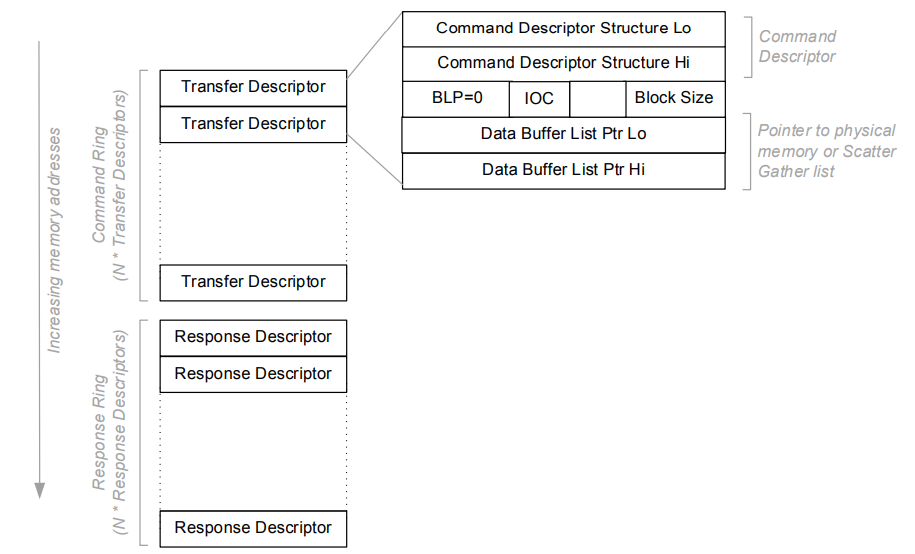 Command Descriptor Structure Lo
Command Descriptor Structure Hi
BLP=0 IOC Block Size
Data Buffer List Ptr Lo
Data Buffer List Ptr Hi
Command
Descriptor
Pointer to physical
memory or Scatter
Gather list
Transfer Descriptor
Transfer Descriptor
Transfer Descriptor
Response Descriptor
Response Descriptor
Response Descriptor
Increasing memory addresses
Command Ring
(N * Transfer Descriptors)
Response Ring
(N * Response Descriptors)